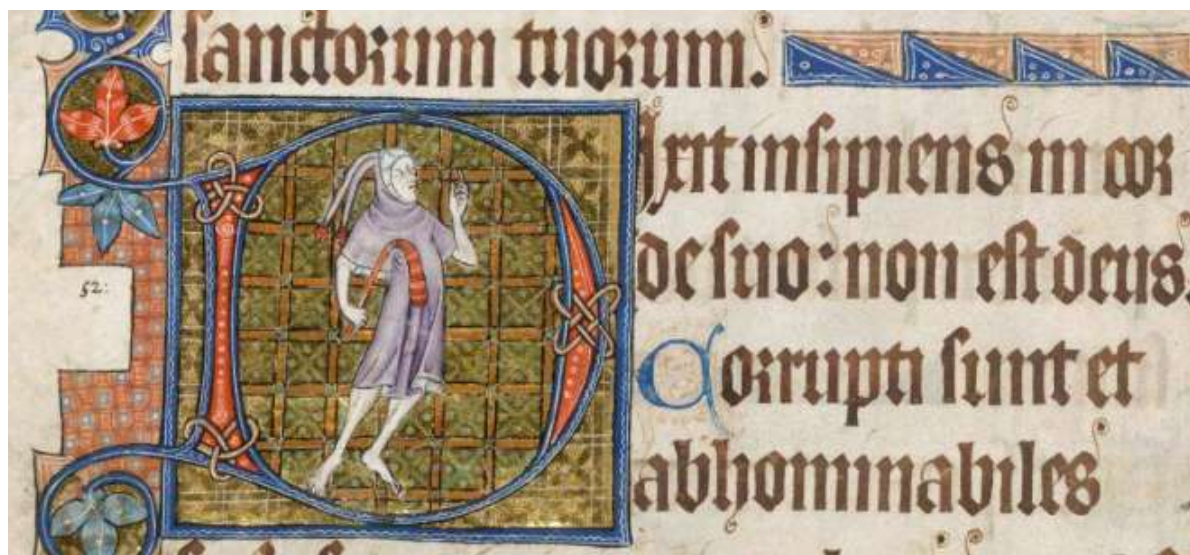 sanctorum tuorum.
Dixit insipiens in cor
de suo: non est deus.
Corrupti sunt et
abhominabiles
52: